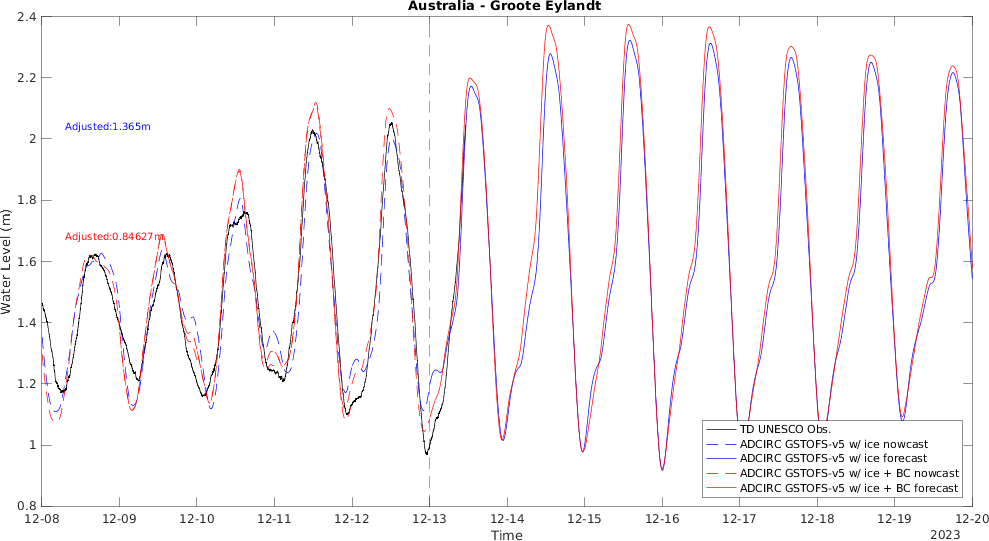 Australia - Groote Eylandt
Water Level (m)
2.4
2.2
2
1.8
1.6
1.4
1.2
1
0.8
Adjusted:1.365m
Adjusted:0.84627m
TD UNESCO Obs.
ADCIRC GSTOFS-v5 w/ ice nowcast
ADCIRC GSTOFS-v5 w/ ice forecast
ADCIRC GSTOFS-v5 w/ ice + BC nowcast
ADCIRC GSTOFS-v5 w/ ice + BC forecast
12-08 12-09 12-10 12-11 12-12 12-13 12-14 12-15 12-16 12-17 12-18 12-19 12-20
Time
2023